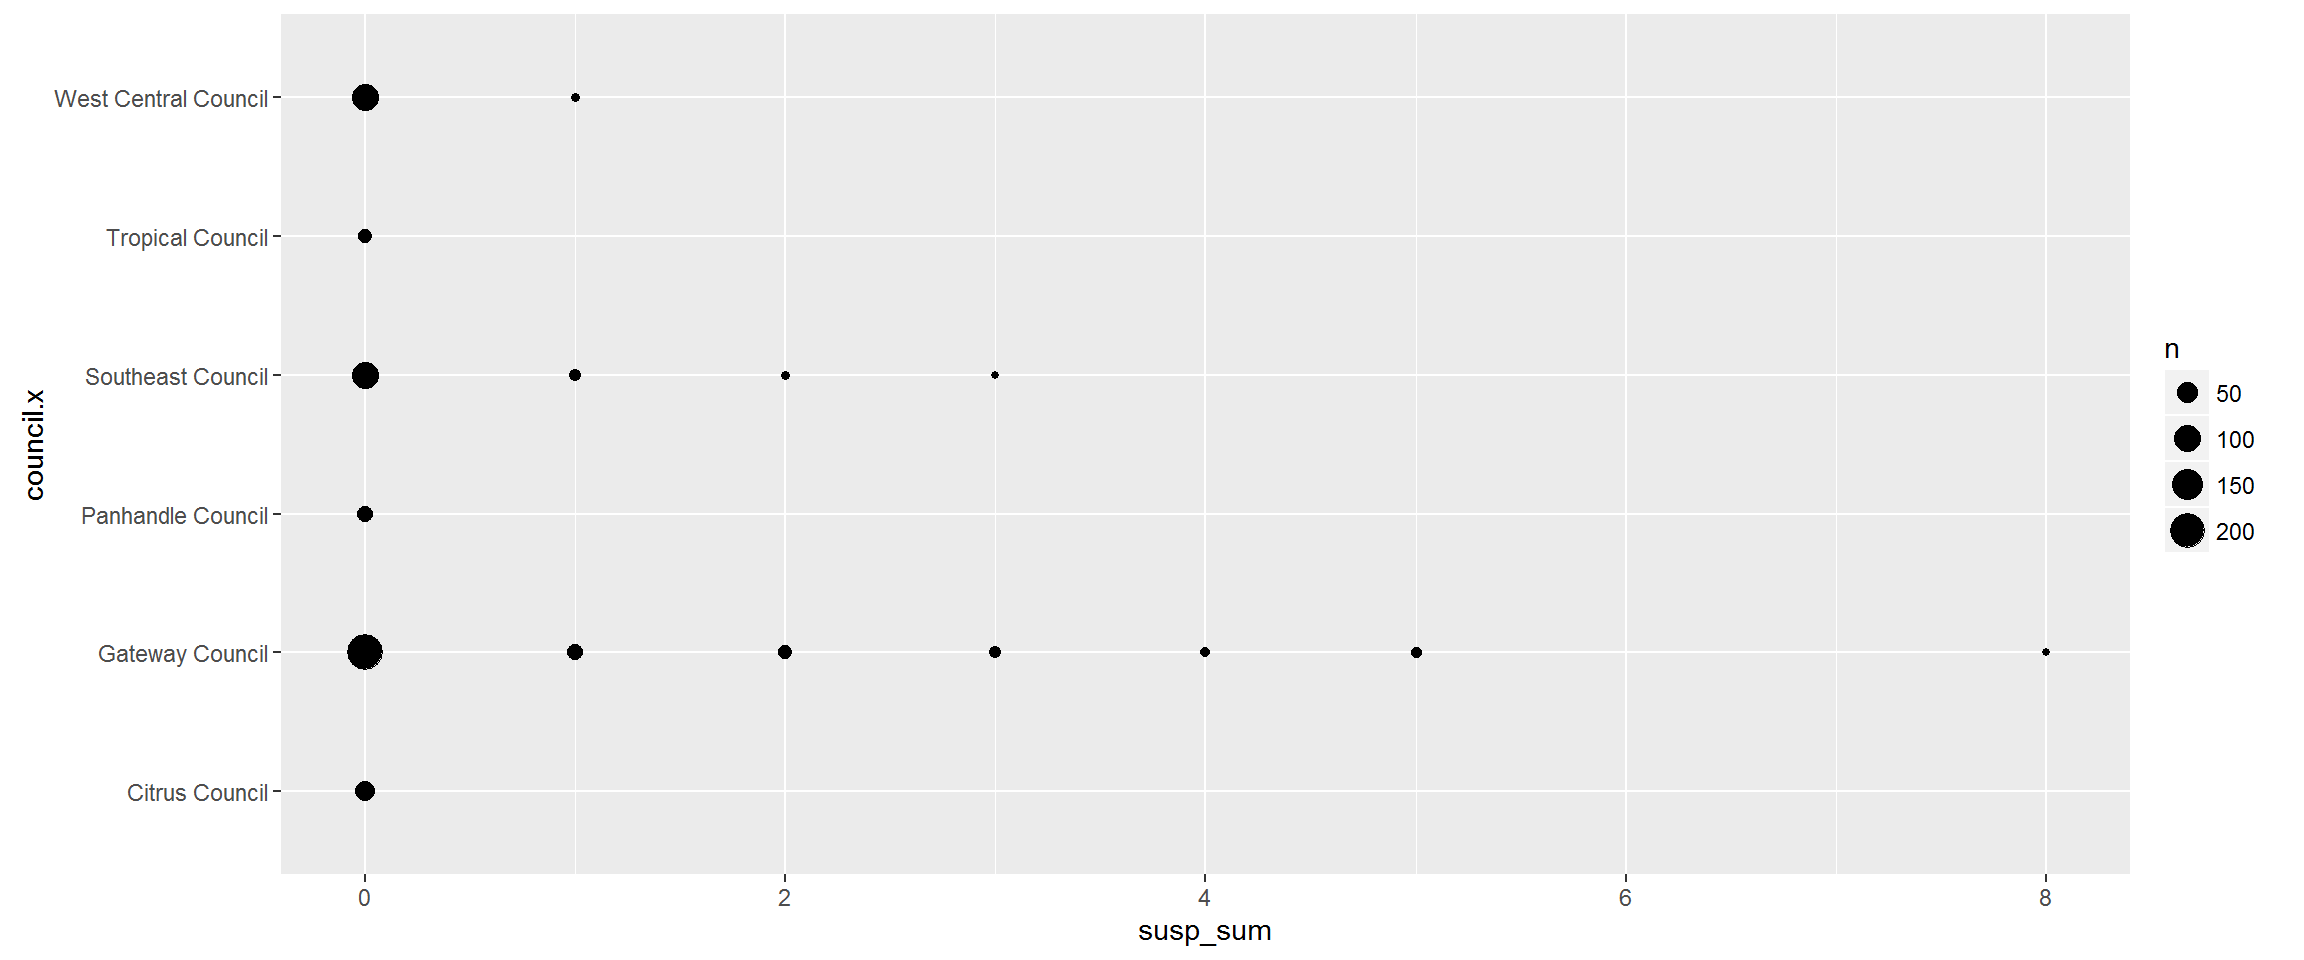 West Central Council
Tropical Council
Southeast Council
Panhandle Council
Gateway Council
Citrus Council
council.x
0 2 4 6 8
susp_sum
n
50
100
150
200